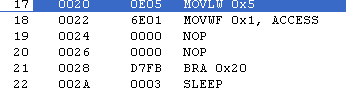 17 0020 0E05 MOVLW 0x5
18 0022 6E01 MOVWF 0x1, ACCESS
19 0024 0000 NOP
20 0026 0000 NOP
21 0028 D7FB BRA 0x20
22 002A 0003 SLEEP